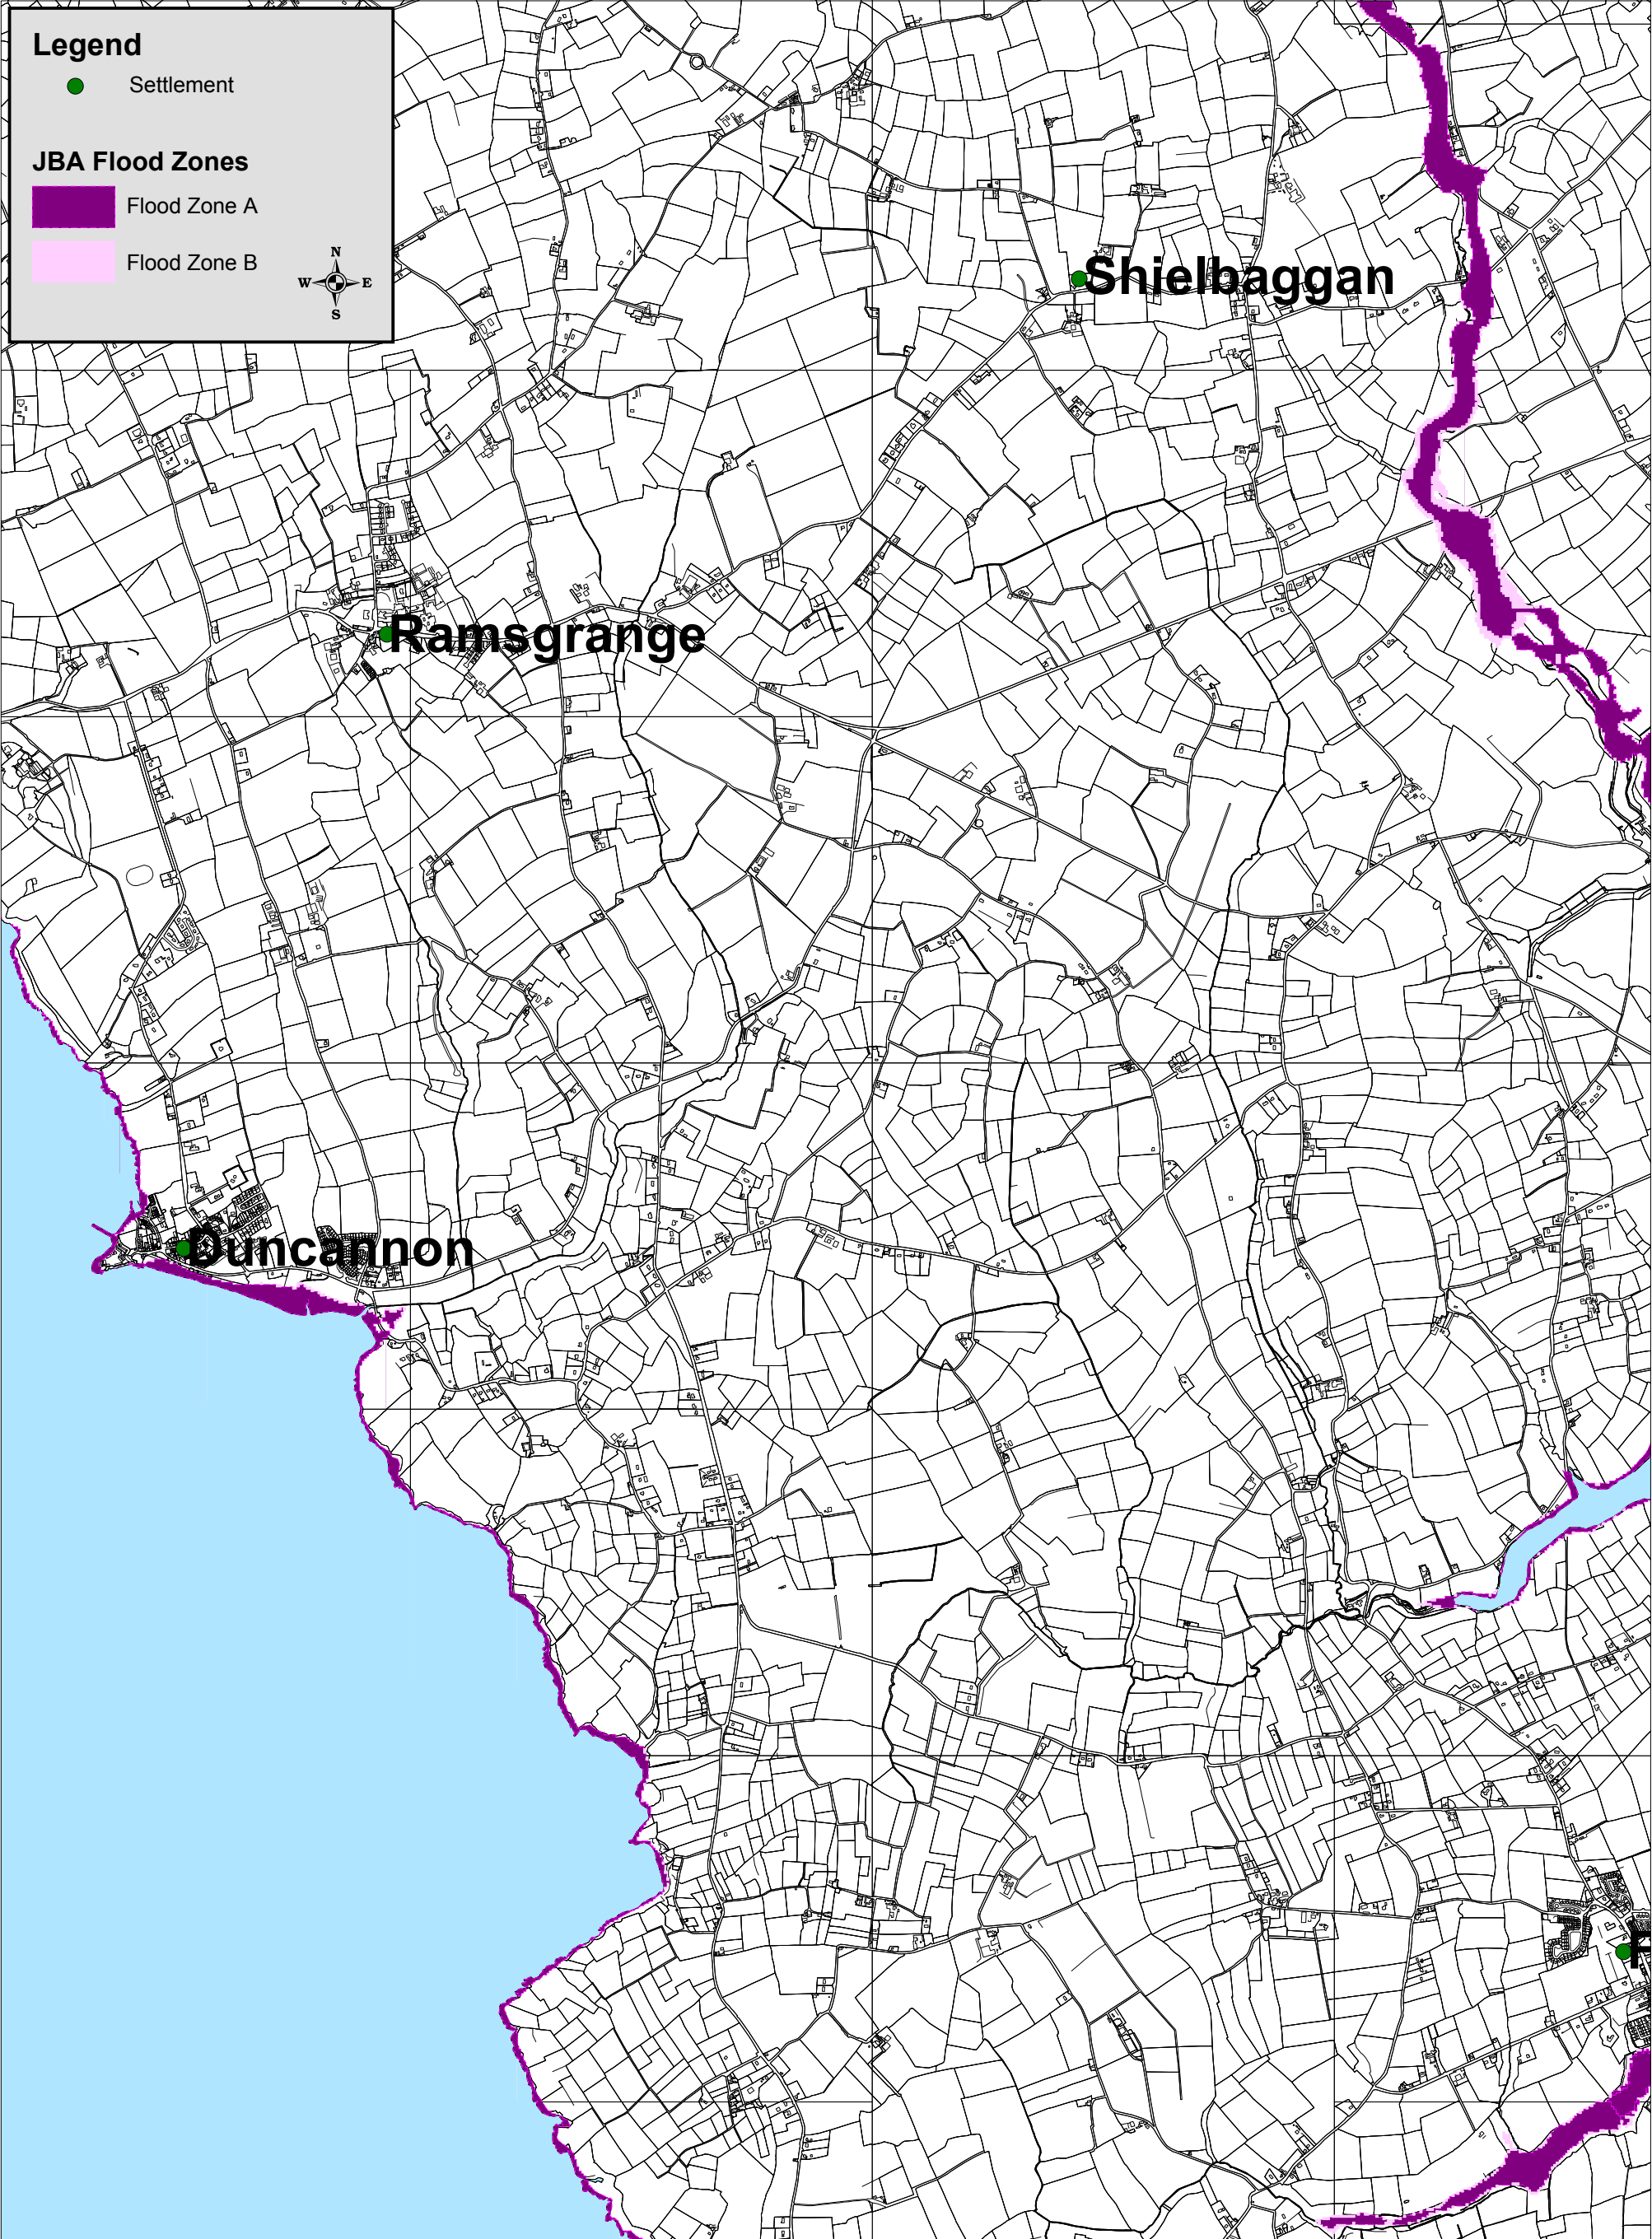 Legend
Settlement
JBA Flood Zones
Flood Zone A
Flood Zone B
N
W E
S
Shielbaggan
Ramsgrange
Duncannon
F